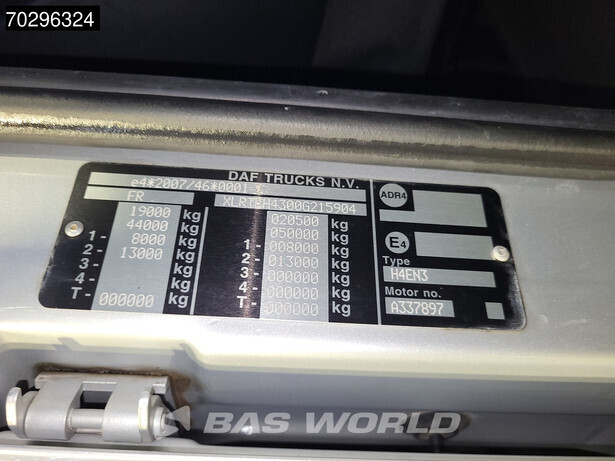 70296324
DAF TRUCKS N.V.
e4*2007/46*0001*
FR XLRTEH4300G215904
19000 kg 020500 kg
44000 kg 050000 kg
1- 8000 kg 1- 008000 kg
2- 13000 kg 2- 013000 kg
3- kg 3- 000000 kg
4- kg 4- 000000 kg
T- 000000 kg T- 000000 kg
ADR4
E4
Type
H4EN3
Motor no.
A337897
BAS WORLD